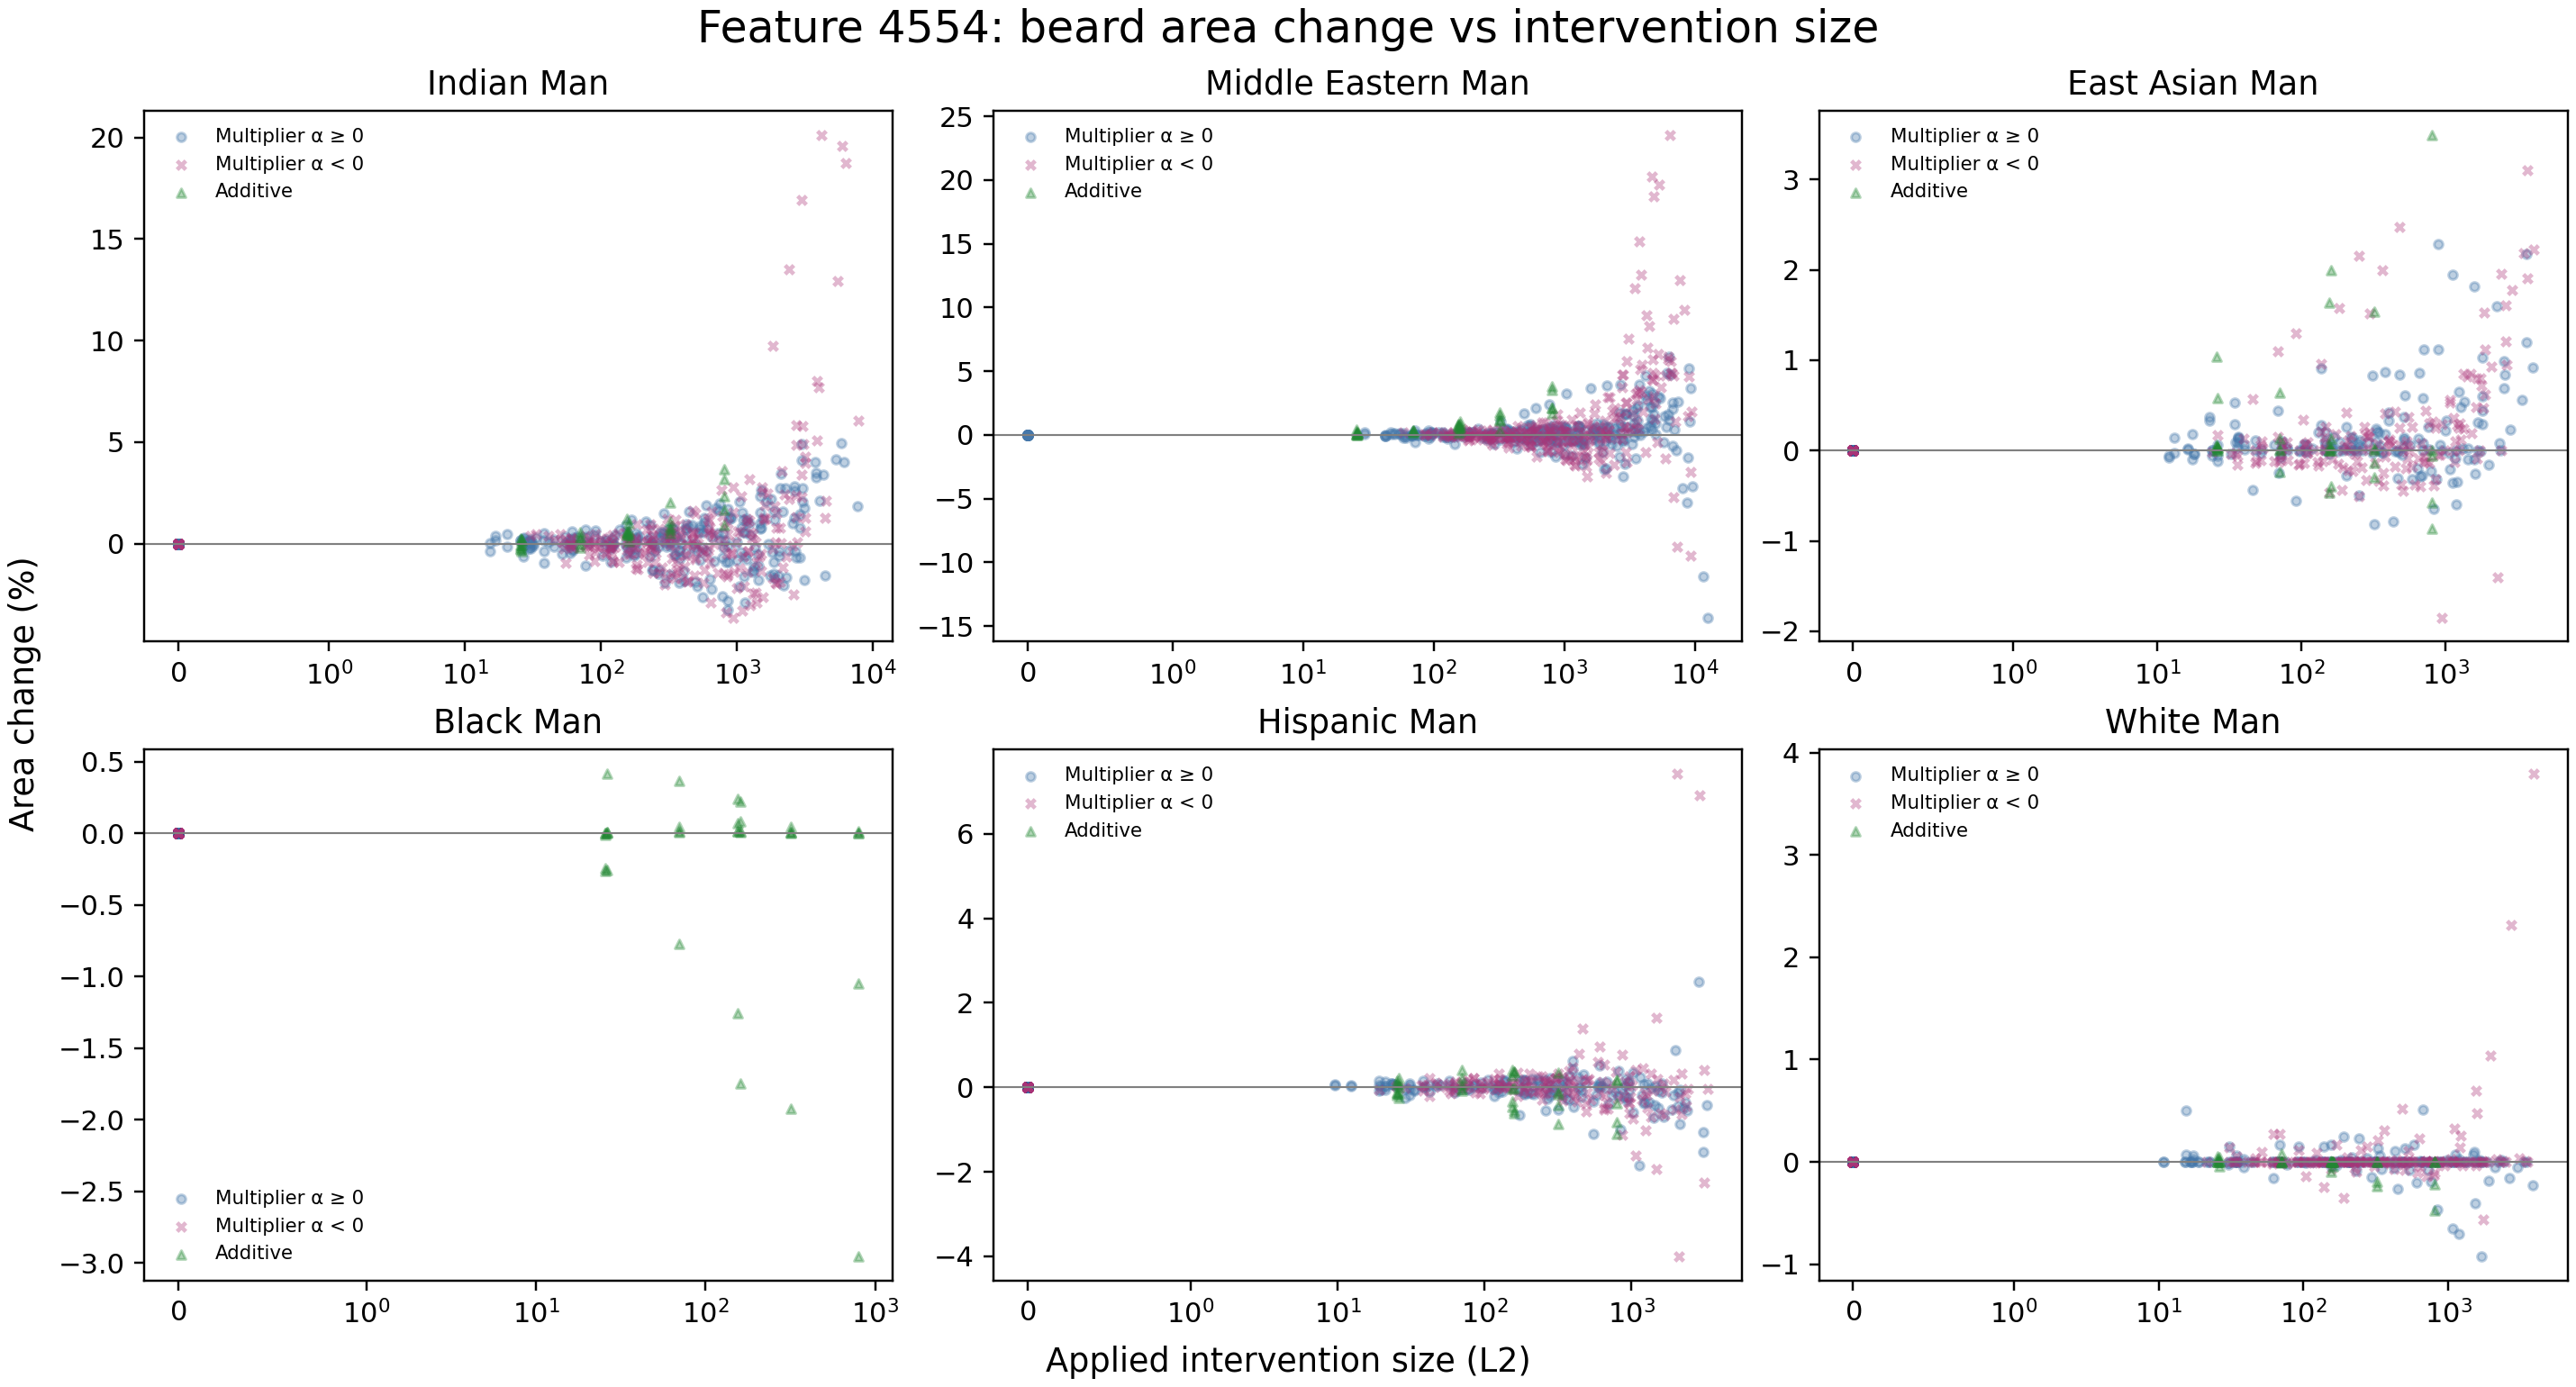 Feature 4554: beard area change vs intervention size
Indian Man
Multiplier α ≥ 0
Multiplier α < 0
Additive
20
15
10
5
0
0
10⁰
10¹
10²
10³
10⁴
Middle Eastern Man
Multiplier α ≥ 0
Multiplier α < 0
Additive
25
20
15
10
5
0
−5
−10
−15
0
10⁰
10¹
10²
10³
10⁴
East Asian Man
Multiplier α ≥ 0
Multiplier α < 0
Additive
3
2
1
0
−1
−2
0
10⁰
10¹
10²
10³
Area change (%)
Black Man
0.5
0.0
−0.5
−1.0
−1.5
−2.0
−2.5
−3.0
Multiplier α ≥ 0
Multiplier α < 0
Additive
0
10⁰
10¹
10²
10³
Hispanic Man
Multiplier α ≥ 0
Multiplier α < 0
Additive
6
4
2
0
−2
−4
0
10⁰
10¹
10²
10³
White Man
Multiplier α ≥ 0
Multiplier α < 0
Additive
4
3
2
1
0
−1
0
10⁰
10¹
10²
10³
Applied intervention size (L2)